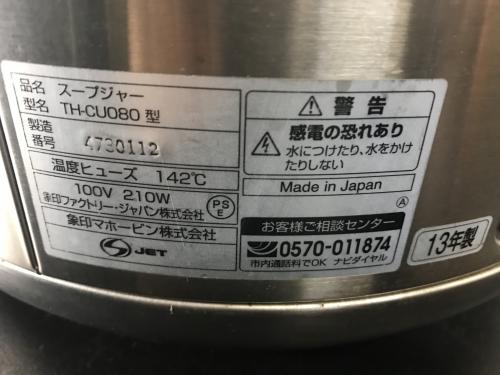 品名 スープジャー
型名 TH-CU080 型
製造
番号 4730112
温度ヒューズ 142℃
100V 210W
象印ファクトリー・ジャパン株式会社
PS
E
象印マホービン株式会社
JET
警告
感電の恐れあり
水につけたり、水をかけ
たりしない
Made in Japan
A
お客様ご相談センター
0570-011874
市内通話料でOK ナビダイヤル
13年製